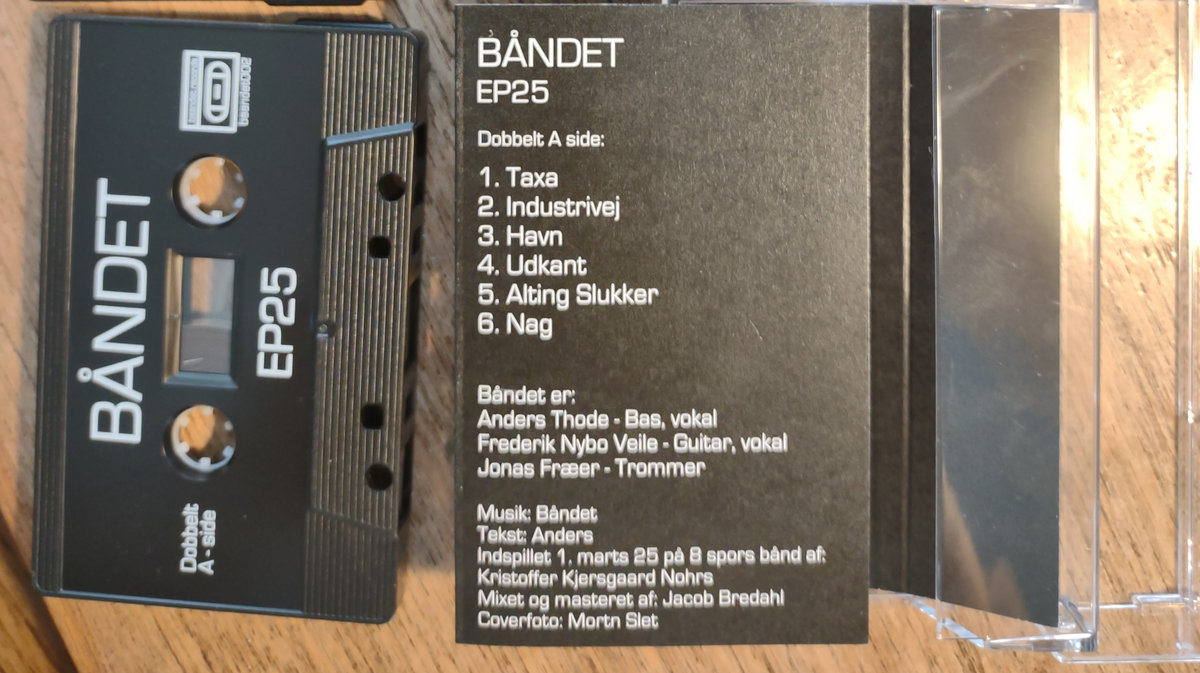 BÅNDET
EP25
Dobbelt
A - side
baandet002
BÅNDET
EP25
Dobbelt A side:
1. Taxa
2. Industrivej
3. Havn
4. Udkant
5. Alting Slukker
6. Nag
Båndet er:
Anders Thode - Bas, vokal
Frederik Nybo Veile - Guitar, vokal
Jonas Fræer - Trommer
Musik: Båndet
Tekst: Anders
Indspillet 1. marts 25 på 8 spors bånd af:
Kristoffer Kjersgaard Nohrs
Mixet og masteret af: Jacob Bredahl
Coverfoto: Mortn Slet